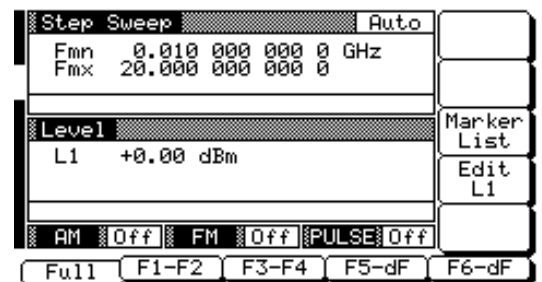 Step Sweep Auto
Fmn 0.010 000 000 0 GHz
Fmx 20.000 000 000 0
Level
L1 +0.00 dBm
Marker
List
Edit
L1
AM Off FM Off PULSE Off
Full F1-F2 F3-F4 F5-dF F6-dF